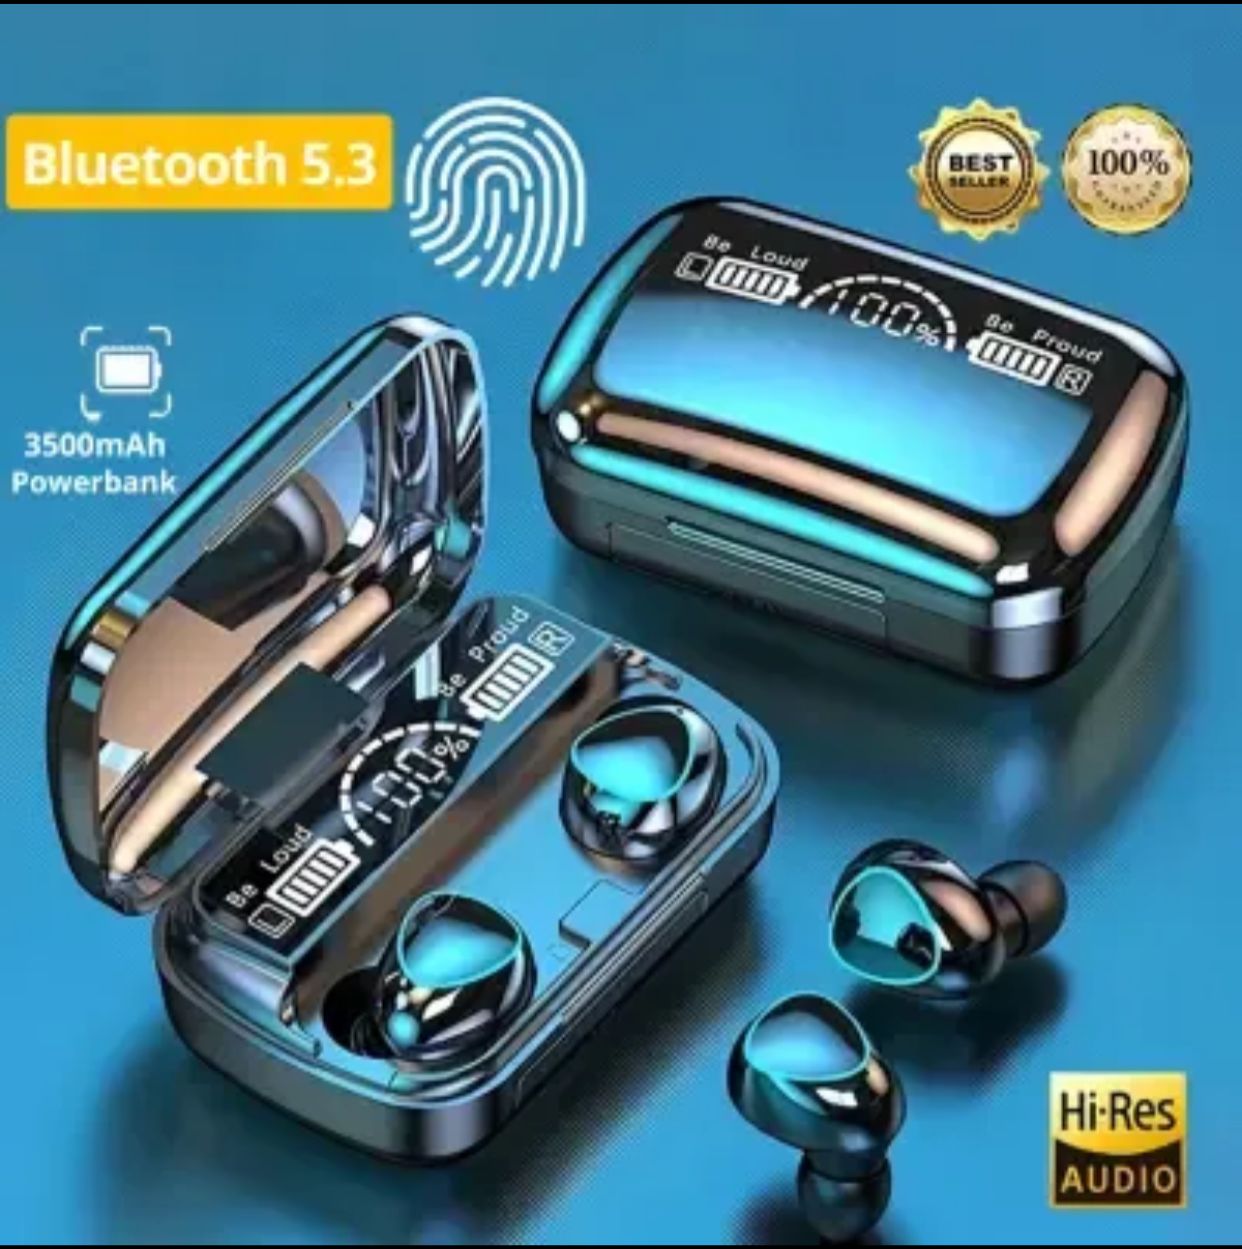 Bluetooth 5.3
BEST
SELLER
100%
Be Loud
L
100%
Be Proud
R
3500mAh
Powerbank
Be Proud
R
100%
Be Loud
L
Hi-Res
AUDIO